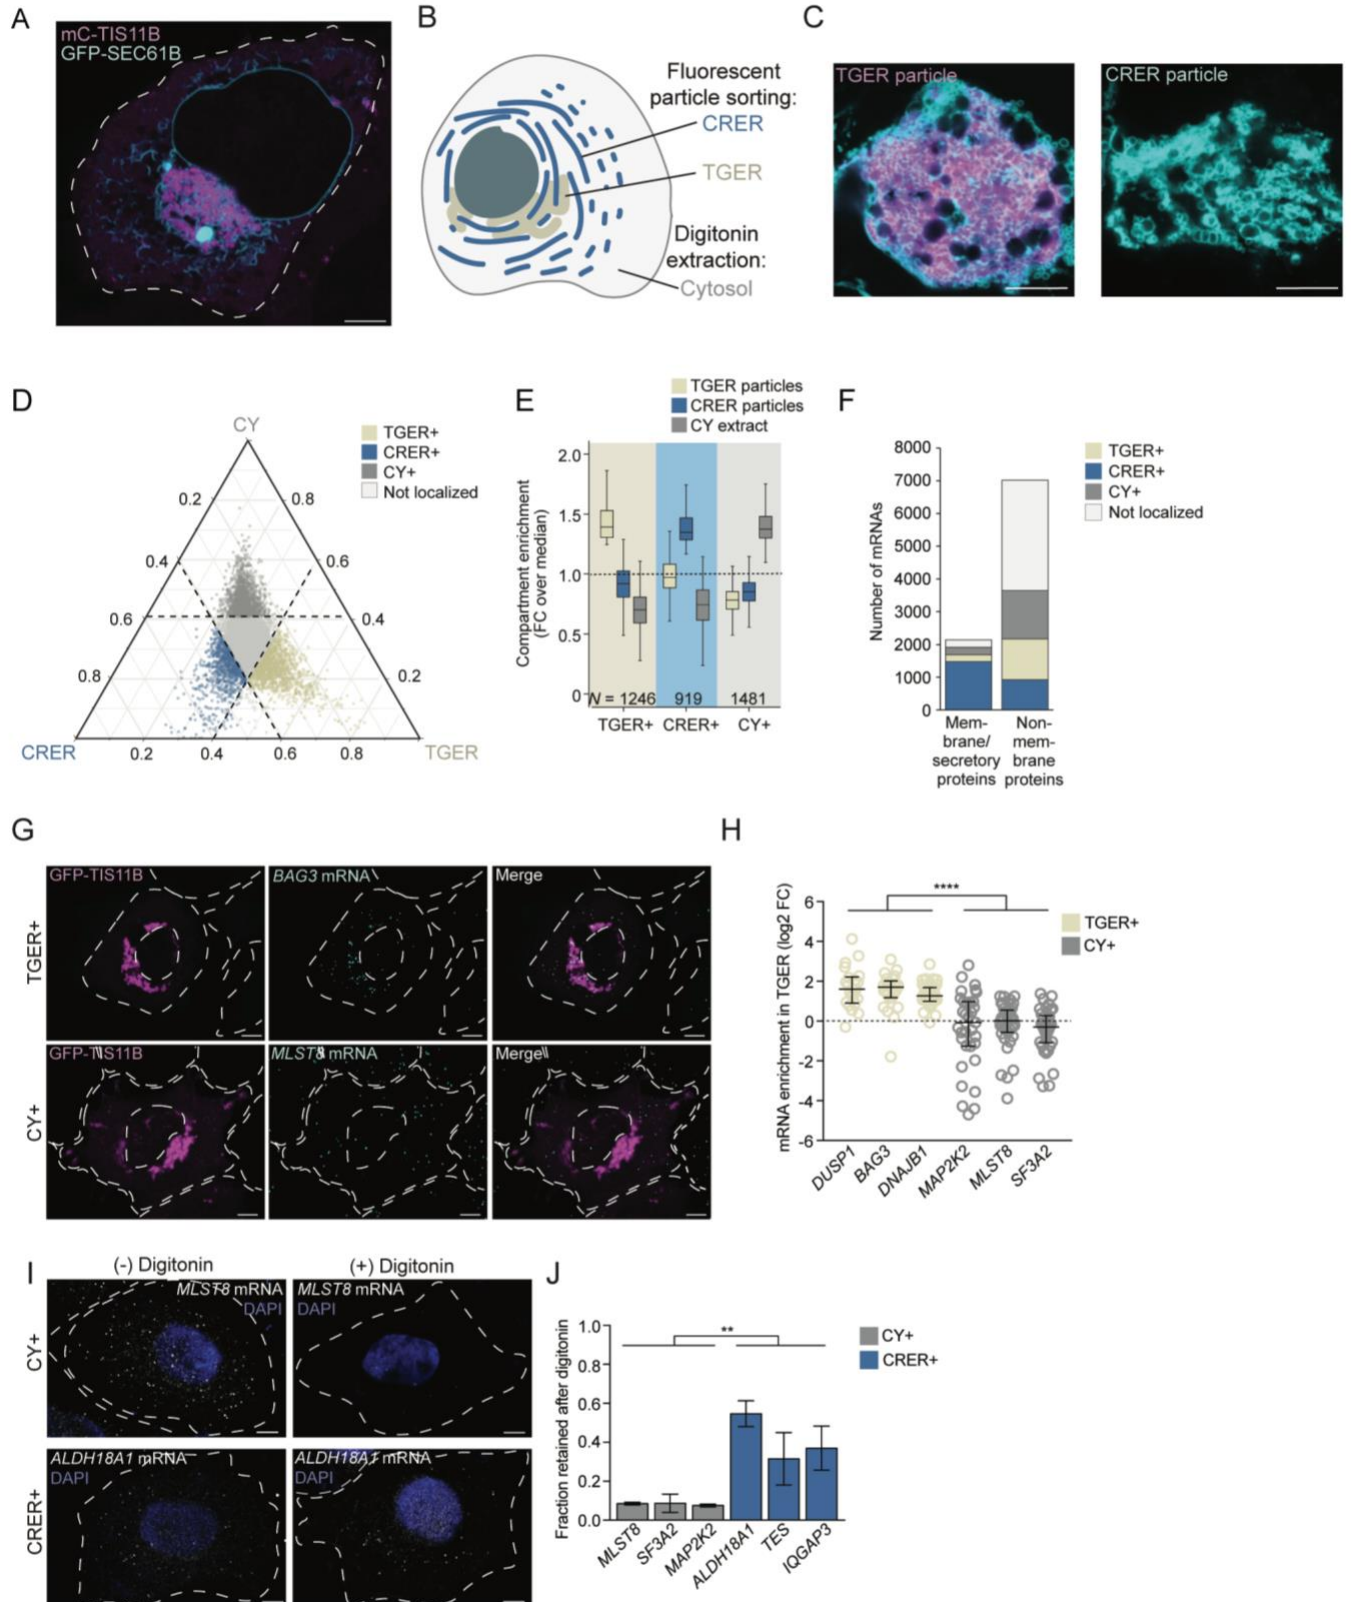 A
mC-TIS11B
GFP-SEC61B
B
Fluorescent
particle sorting:
CRER
TGER
Digitonin
extraction:
Cytosol
C
TGER particle
CRER particle
D
CY
TGER+
CRER+
CY+
Not localized
0.2
0.8
0.4
0.6
0.6
0.4
0.8
0.2
CRER
0.2
0.4
0.6
0.8
TGER
E
TGER particles
CRER particles
CY extract
Compartment enrichment
(FC over median)
2.0
1.5
1.0
0.5
0
N = 1246
919
1481
TGER+
CRER+
CY+
F
Number of mRNAs
8000
7000
6000
5000
4000
3000
2000
1000
0
TGER+
CRER+
CY+
Not localized
Mem-
brane/
secretory
proteins
Non-
mem-
brane
proteins
G
TGER+
GFP-TIS11B
BAG3 mRNA
Merge
CY+
GFP-TIS11B
MLST8 mRNA
Merge
H
mRNA enrichment in TGER (log2 FC)
6
4
2
0
-2
-4
-6
****
TGER+
CY+
DUSP1
BAG3
DNAJB1
MAP2K2
MLST8
SF3A2
I
(-) Digitonin
(+) Digitonin
CY+
MLST8 mRNA
DAPI
MLST8 mRNA
DAPI
CRER+
ALDH18A1 mRNA
DAPI
ALDH18A1 mRNA
DAPI
J
Fraction retained after digitonin
1.0
0.8
0.6
0.4
0.2
0.0
**
CY+
CRER+
MLST8
SF3A2
MAP2K2
ALDH18A1
TES
IQGAP3